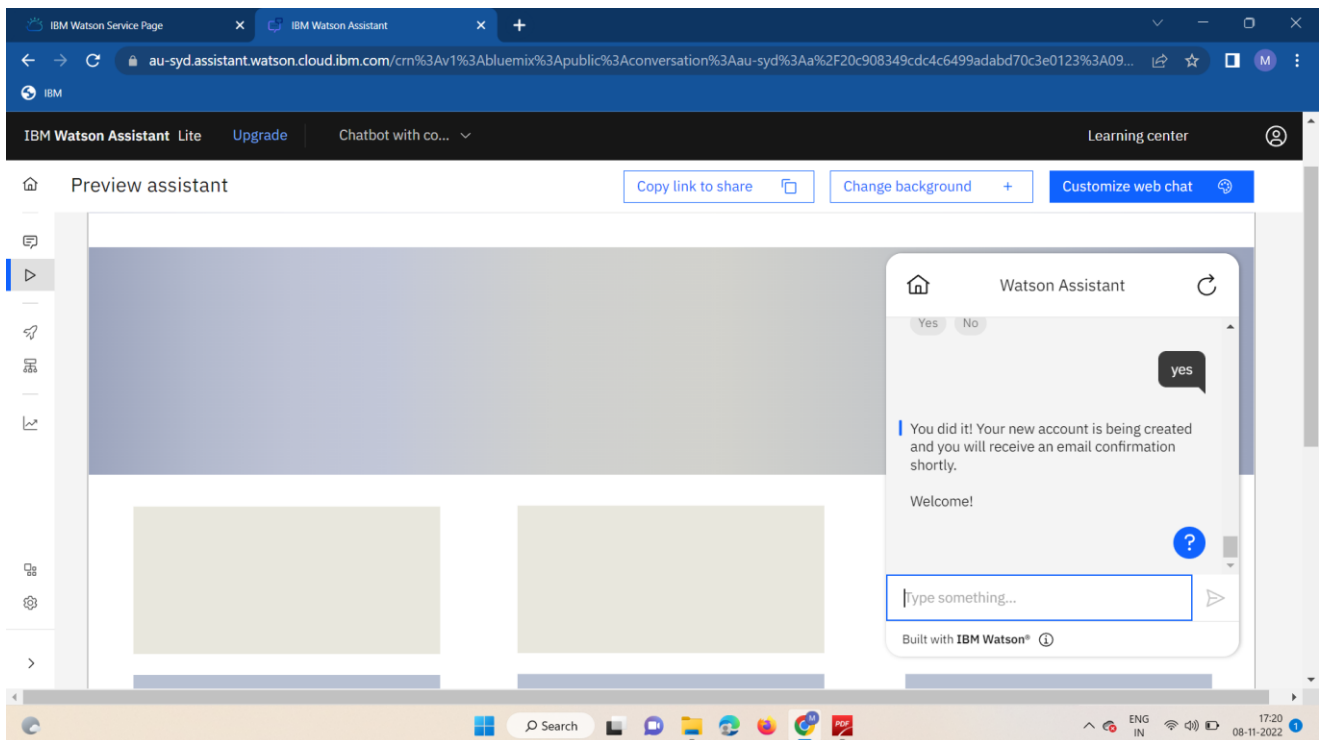 IBM Watson Service Page
IBM Watson Assistant
au-syd.assistant.watson.cloud.ibm.com/crn%3Av1%3Abluemix%3Apublic%3Aconversation%3Aau-syd%3Aa%2F20c908349cdc4c6499adabd70c3e0123%3A09...
M
IBM
IBM Watson Assistant Lite Upgrade Chatbot with co... Learning center
Preview assistant Copy link to share Change background + Customize web chat
Watson Assistant
Yes No
yes
You did it! Your new account is being created
and you will receive an email confirmation
shortly.
Welcome!
?
Type something...
Built with IBM Watson®
Search
M
PDF
ENG
IN
17:20
08-11-2022
1